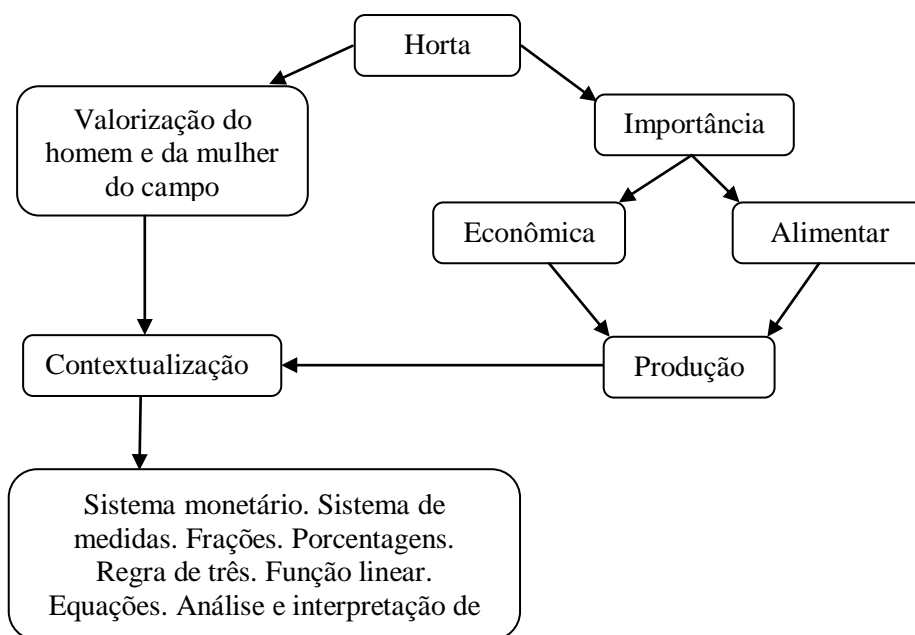 Horta
Valorização do
homem e da mulher
do campo
Importância
Econômica
Alimentar
Contextualização
Produção
Sistema monetário. Sistema de
medidas. Frações. Porcentagens.
Regra de três. Função linear.
Equações. Análise e interpretação de